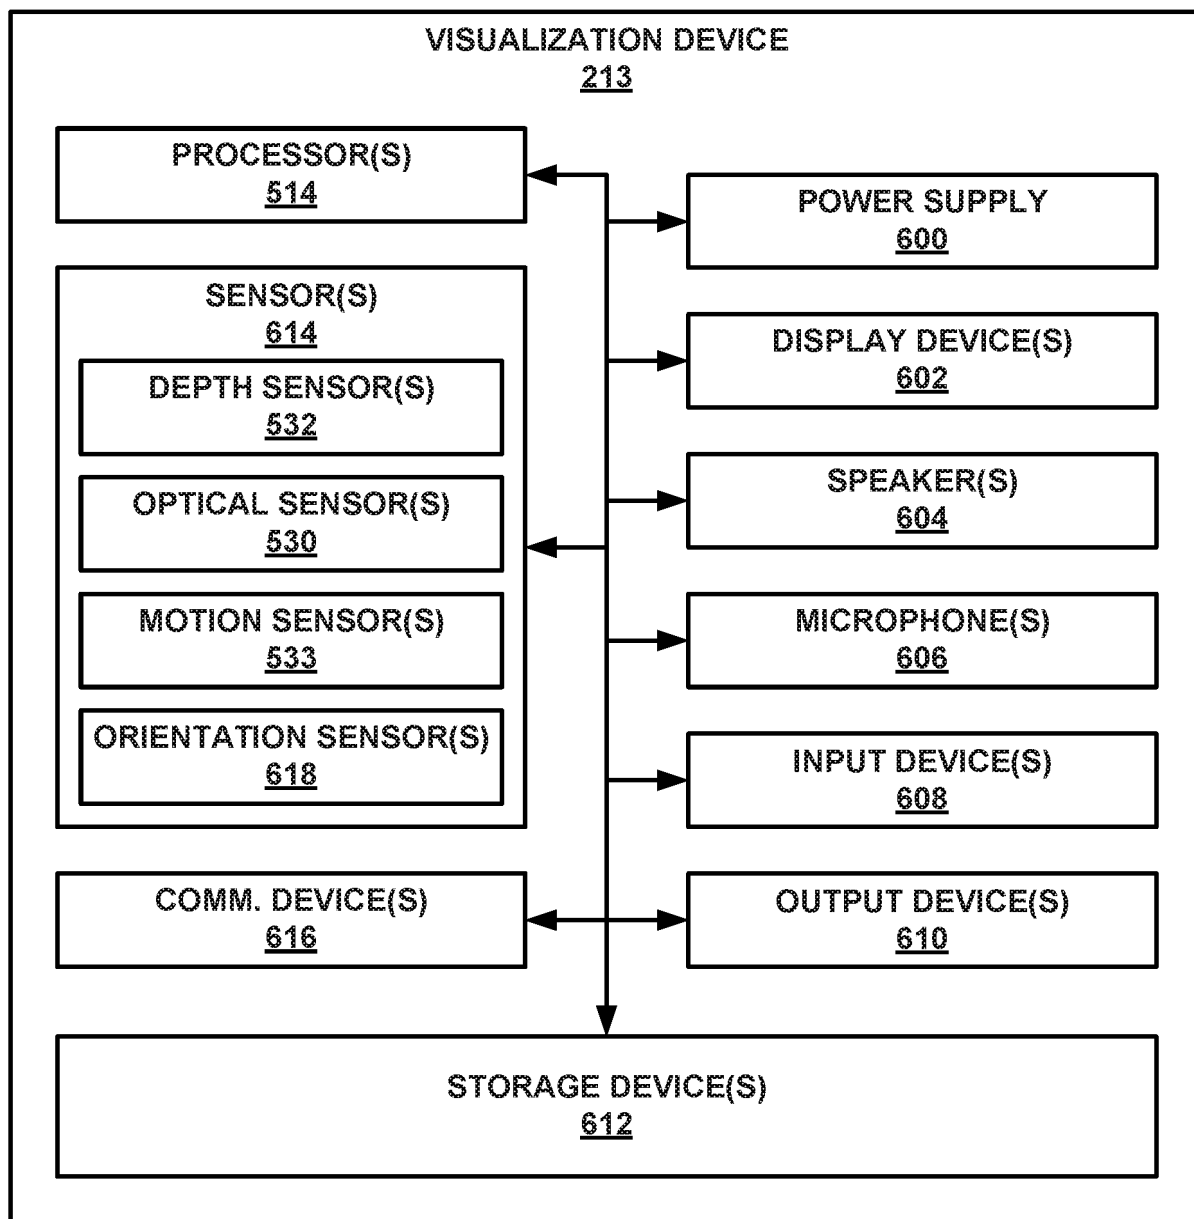 VISUALIZATION DEVICE
213
PROCESSOR(S)
514
SENSOR(S)
614
DEPTH SENSOR(S)
532
OPTICAL SENSOR(S)
530
MOTION SENSOR(S)
533
ORIENTATION SENSOR(S)
618
COMM. DEVICE(S)
616
POWER SUPPLY
600
DISPLAY DEVICE(S)
602
SPEAKER(S)
604
MICROPHONE(S)
606
INPUT DEVICE(S)
608
OUTPUT DEVICE(S)
610
STORAGE DEVICE(S)
612